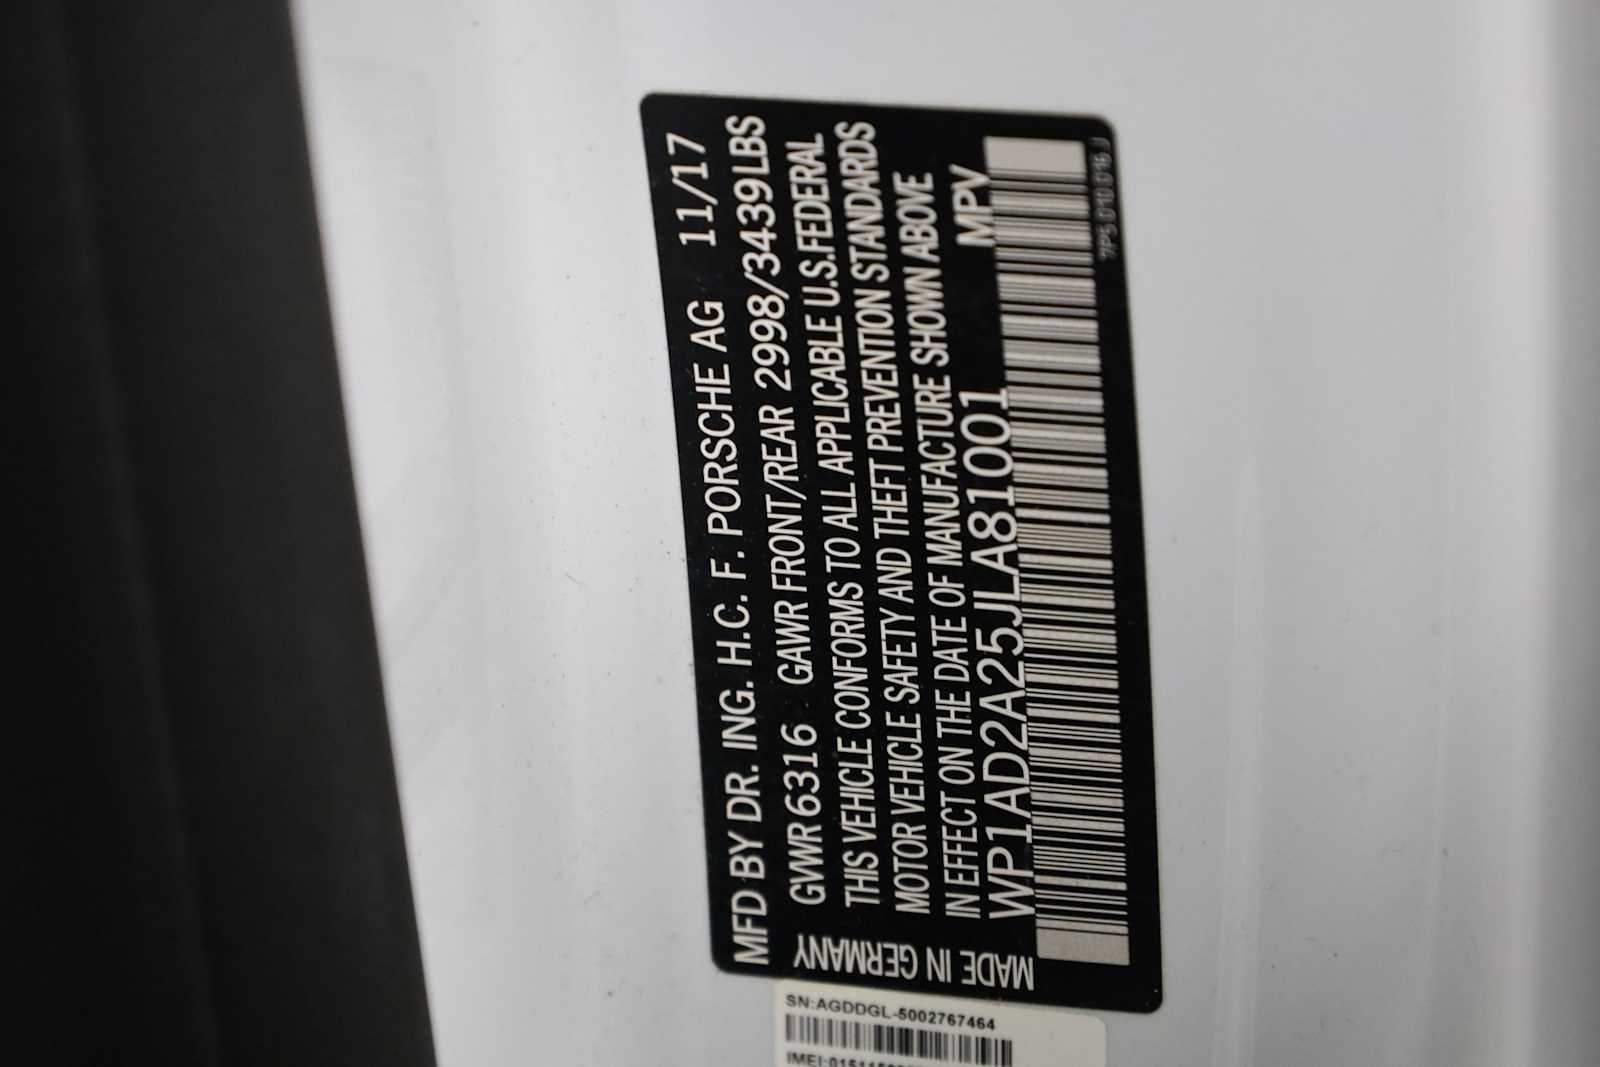 MFD BY DR. ING. H.C. F. PORSCHE AG 11/17
GVWR 6316 GAWR FRONT/REAR 2998/3439LBS
THIS VEHICLE CONFORMS TO ALL APPLICABLE U.S.FEDERAL
MOTOR VEHICLE SAFETY AND THEFT PREVENTION STANDARDS
IN EFFECT ON THE DATE OF MANUFACTURE SHOWN ABOVE
WP1AD2A25JLA81001 MPV
MADE IN GERMANY
SN:AGDDGL-5002767464